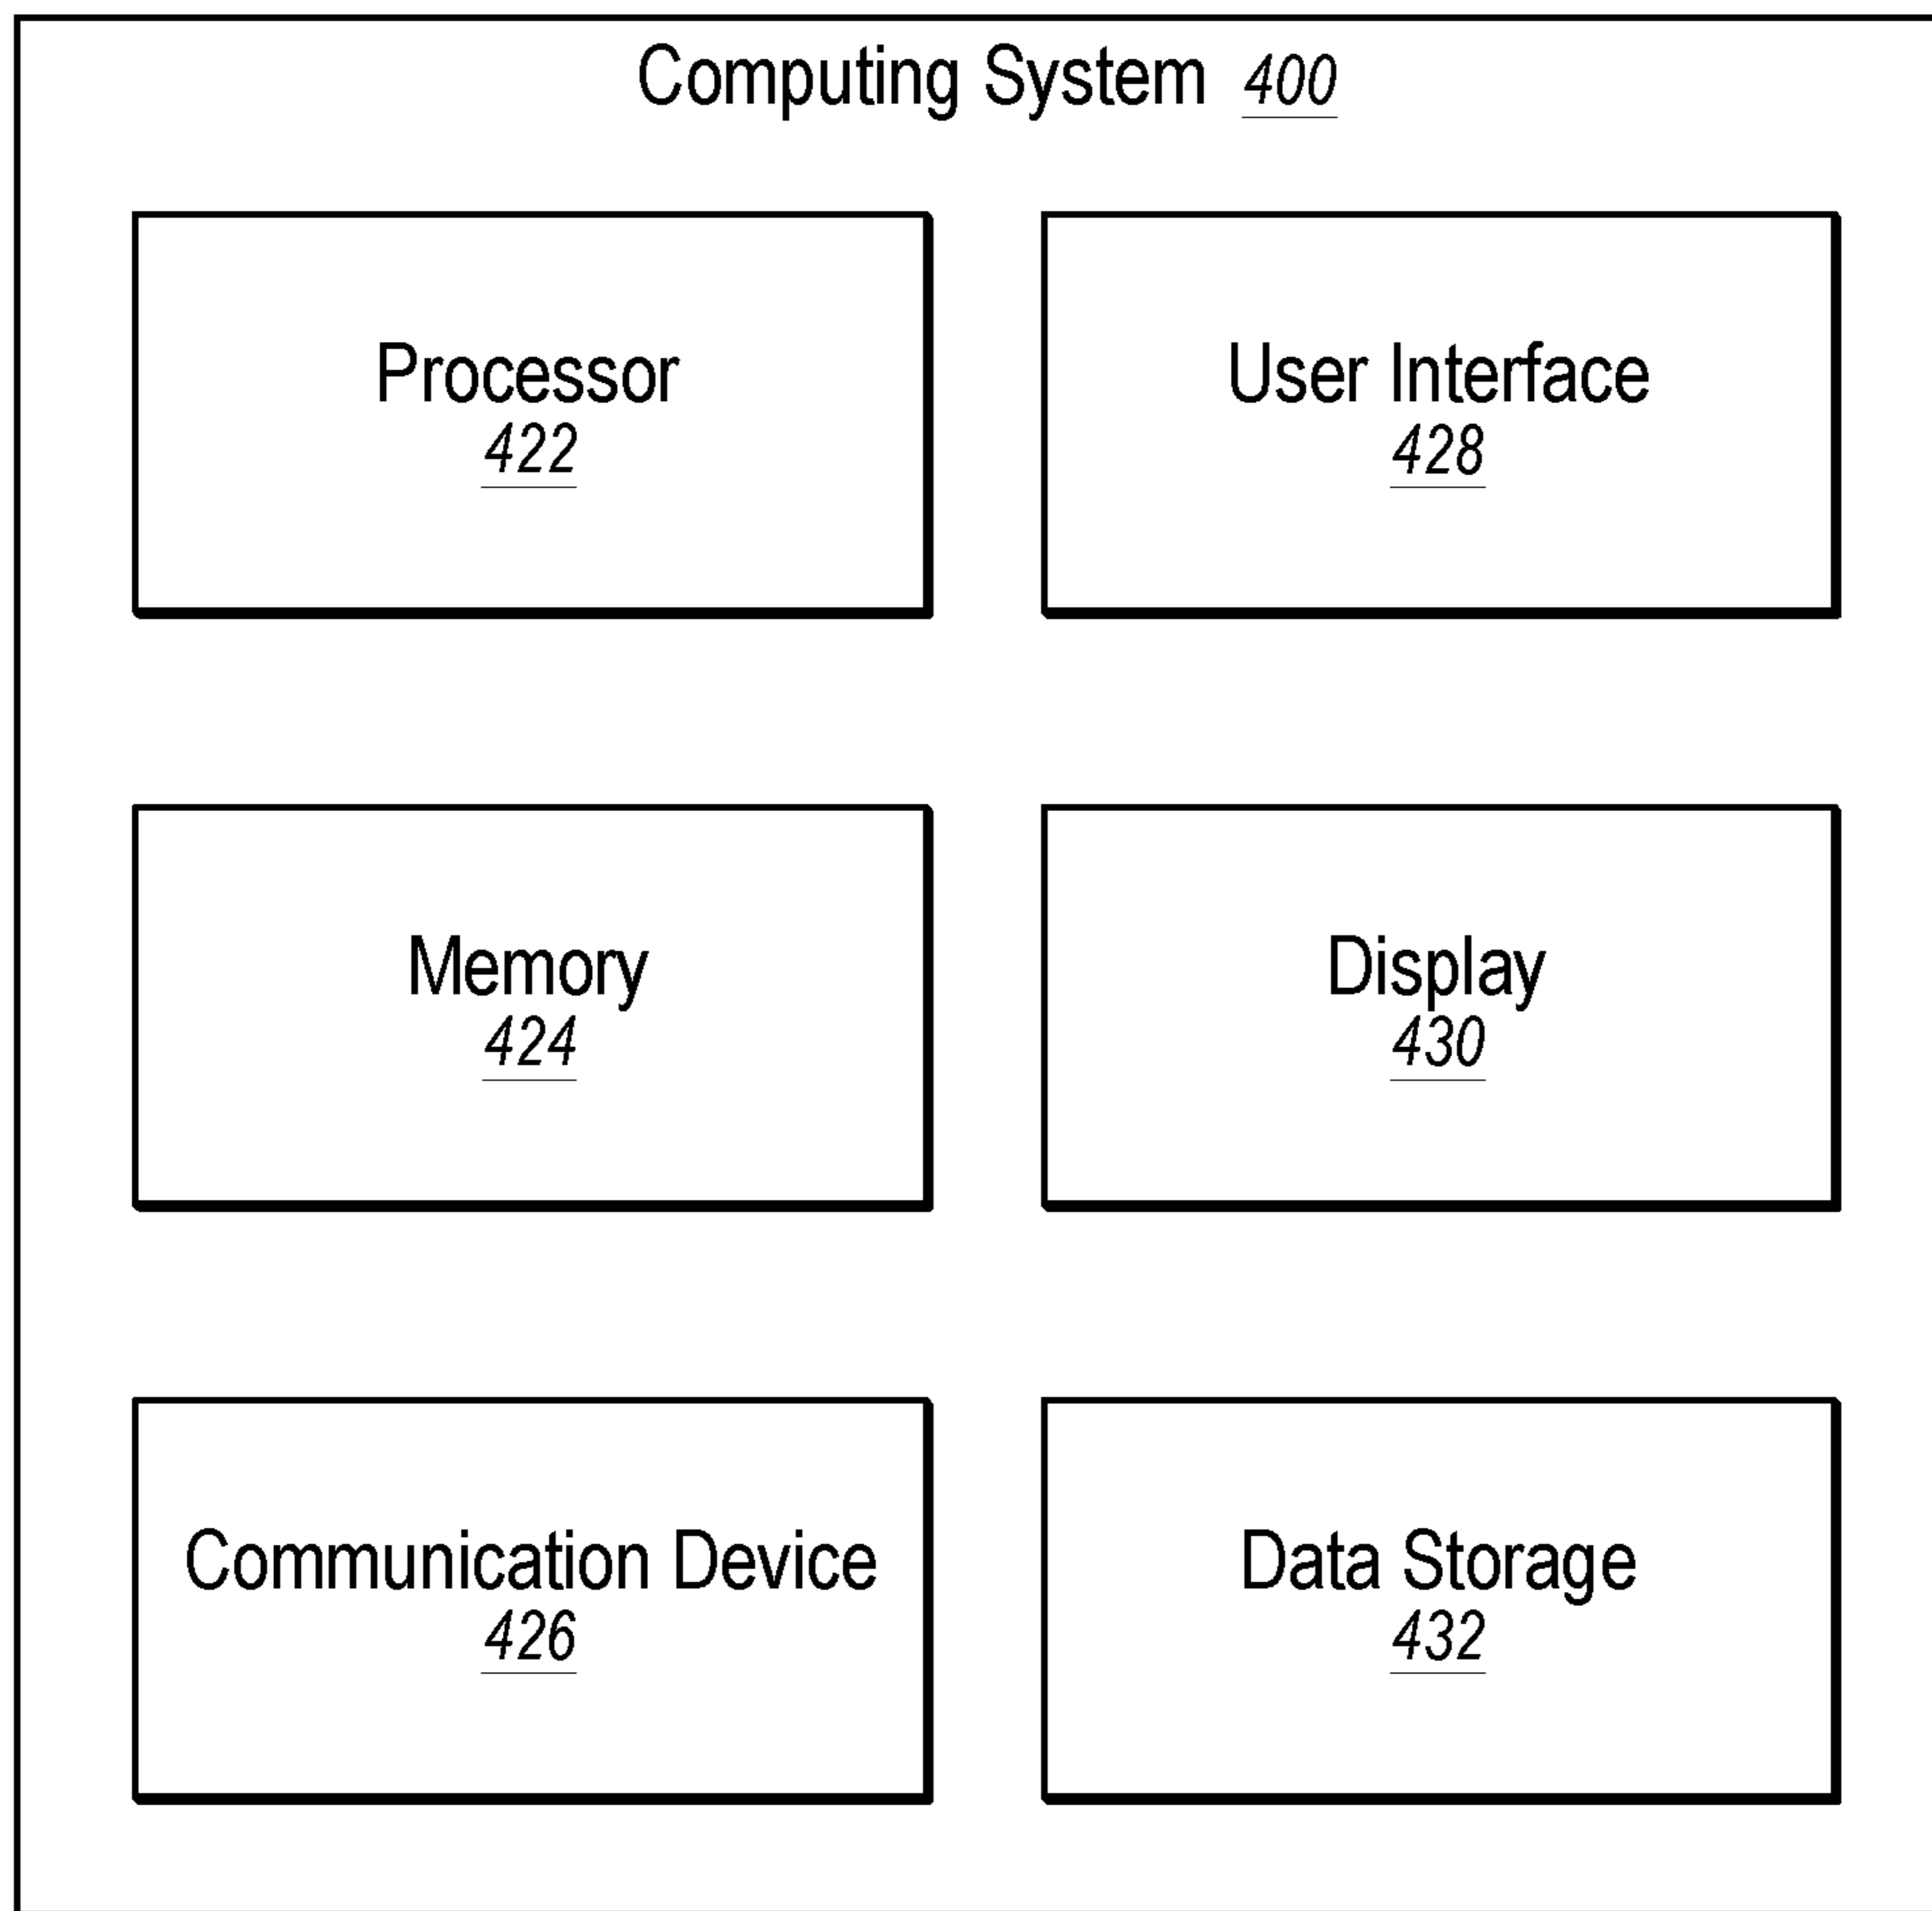 Computing System 400
Processor
422
User Interface
428
Memory
424
Display
430
Communication Device
426
Data Storage
432